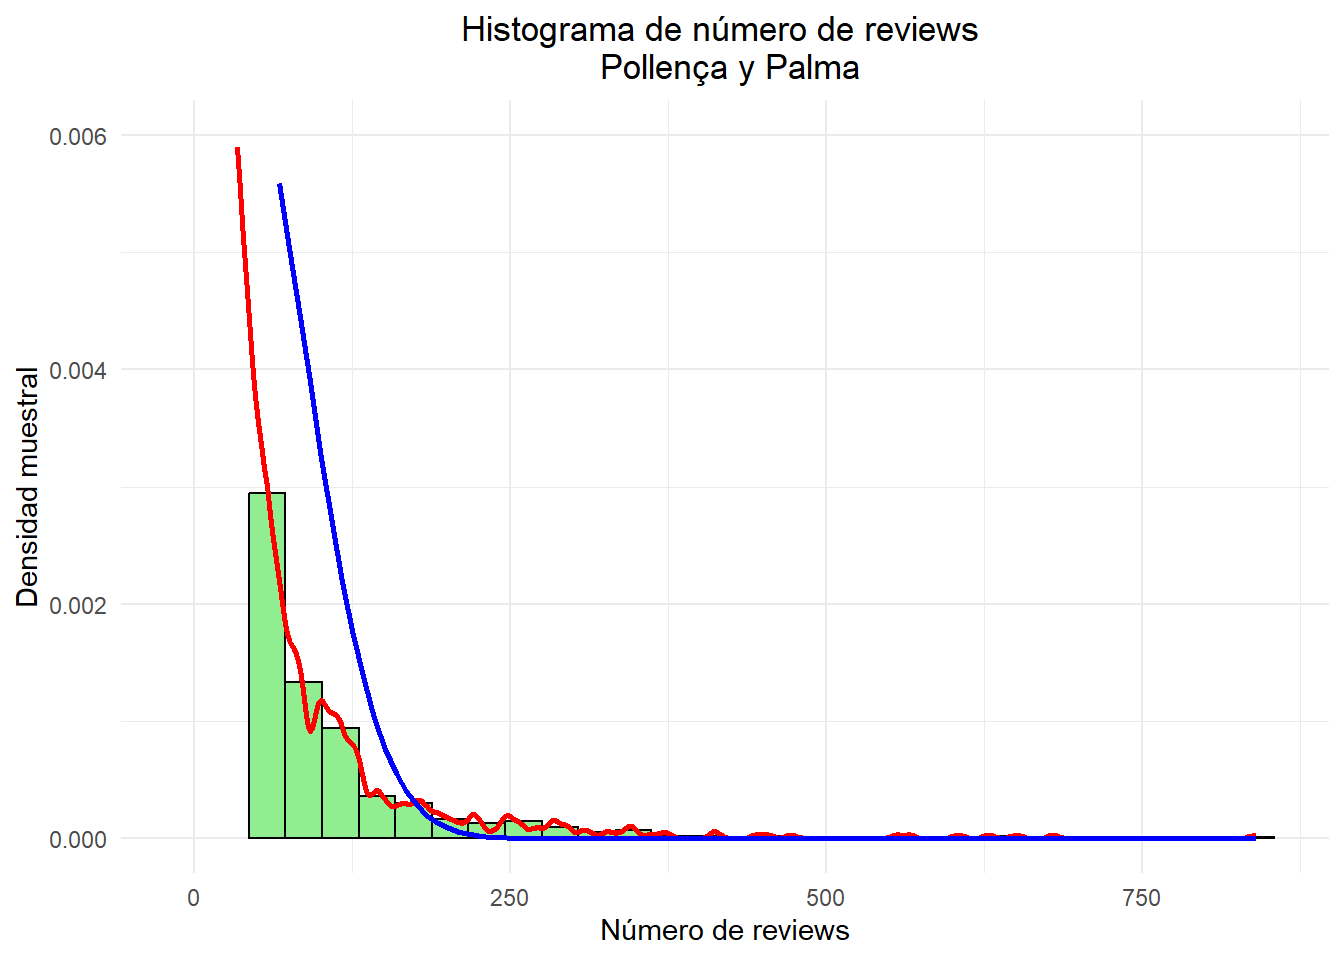 Histograma de número de reviews
Pollença y Palma
Densidad muestral
0.006
0.004
0.002
0.000
0
250
500
750
Número de reviews